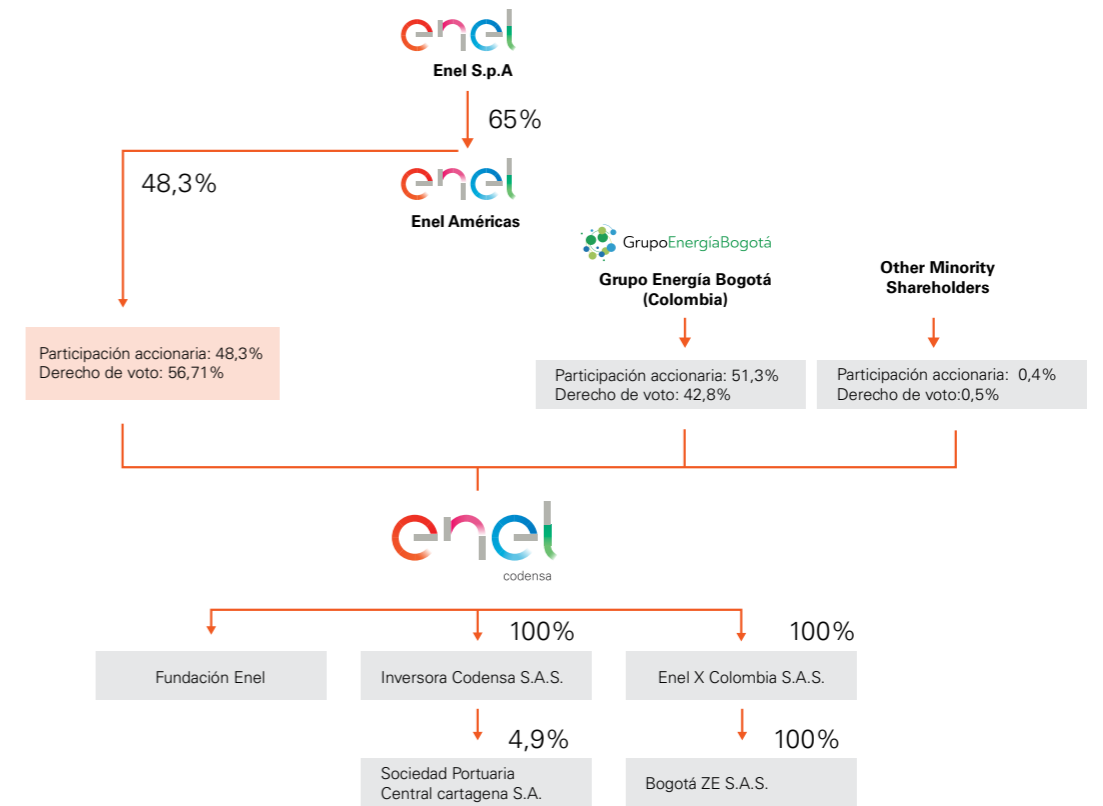 enel
Enel S.p.A
65%
48,3%
enel
Enel Américas
GrupoEnergíaBogotá
Grupo Energía Bogotá
(Colombia)
Other Minority
Shareholders
Participación accionaria: 48,3%
Derecho de voto: 56,71%
Participación accionaria: 51,3%
Derecho de voto: 42,8%
Participación accionaria:  0,4%
Derecho de voto:0,5%
enel
codensa
100%
100%
Fundación Enel
Inversora Codensa S.A.S.
Enel X Colombia S.A.S.
4,9%
100%
Sociedad Portuaria
Central cartagena S.A.
Bogotá ZE S.A.S.